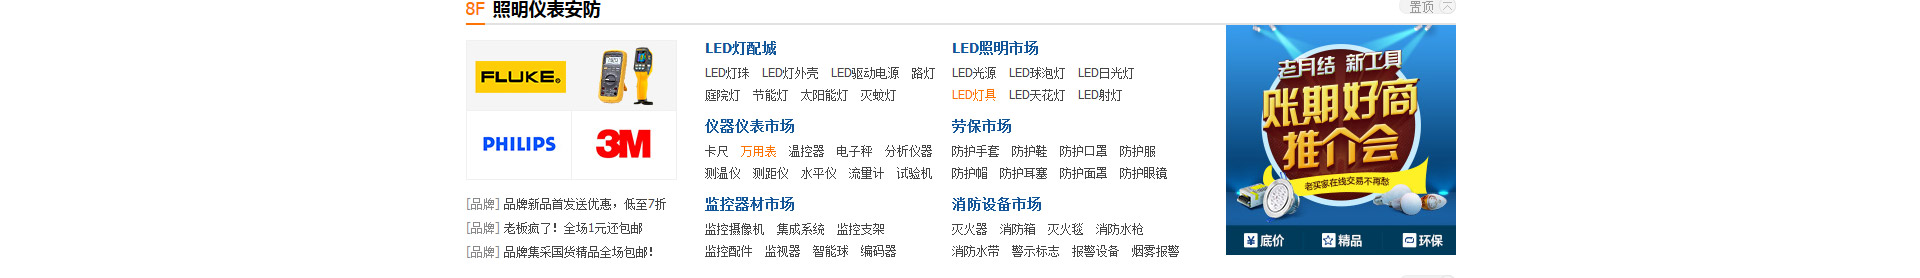 8F 照明仪表安防
置顶
FLUKE
PHILIPS
3M
[品牌] 品牌新品首发送优惠，低至7折
[品牌] 老板疯了！全场1元还包邮
[品牌] 品牌集采国货精品全场包邮！
LED灯配城
LED灯珠 LED灯外壳 LED驱动电源 路灯
庭院灯 节能灯 太阳能灯 灭蚊灯
仪器仪表市场
卡尺 万用表 温控器 电子秤 分析仪器
测温仪 测距仪 水平仪 流量计 试验机
监控器材市场
监控摄像机 集成系统 监控支架
监控配件 监视器 智能球 编码器
LED照明市场
LED光源 LED球泡灯 LED日光灯
LED灯具 LED天花灯 LED射灯
劳保市场
防护手套 防护鞋 防护口罩 防护服
防护帽 防护耳塞 防护面罩 防护眼镜
消防设备市场
灭火器 消防箱 灭火毯 消防水枪
消防水带 警示标志 报警设备 烟雾报警
老月结 新工具
账期好商
推介会
老买家在线交易不再愁
¥ 底价 精品 环保